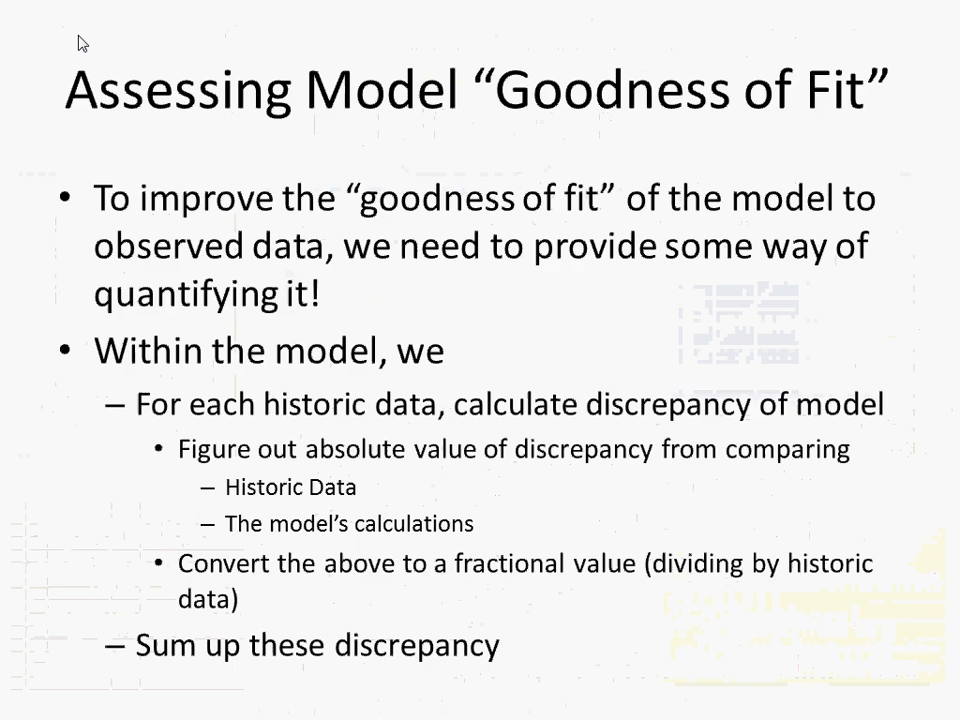 Assessing Model “Goodness of Fit”
• To improve the “goodness of fit” of the model to
observed data, we need to provide some way of
quantifying it!
• Within the model, we
– For each historic data, calculate discrepancy of model
• Figure out absolute value of discrepancy from comparing
– Historic Data
– The model’s calculations
• Convert the above to a fractional value (dividing by historic
data)
– Sum up these discrepancy